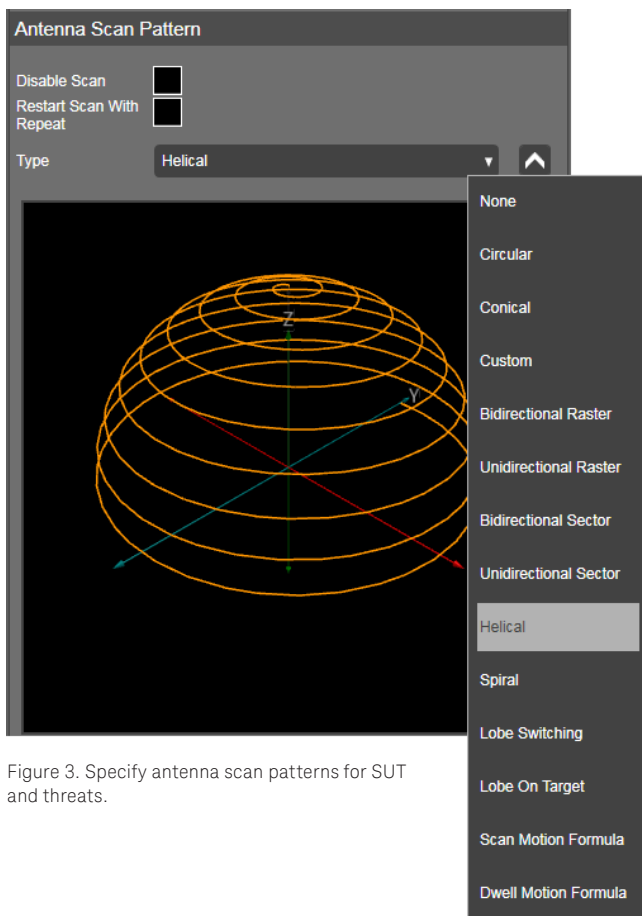 Antenna Scan Pattern
Disable Scan
Restart Scan With
Repeat
Type
Helical
Z
Y
None
Circular
Conical
Custom
Bidirectional Raster
Unidirectional Raster
Bidirectional Sector
Unidirectional Sector
Helical
Spiral
Lobe Switching
Lobe On Target
Scan Motion Formula
Dwell Motion Formula
Figure 3. Specify antenna scan patterns for SUT
and threats.